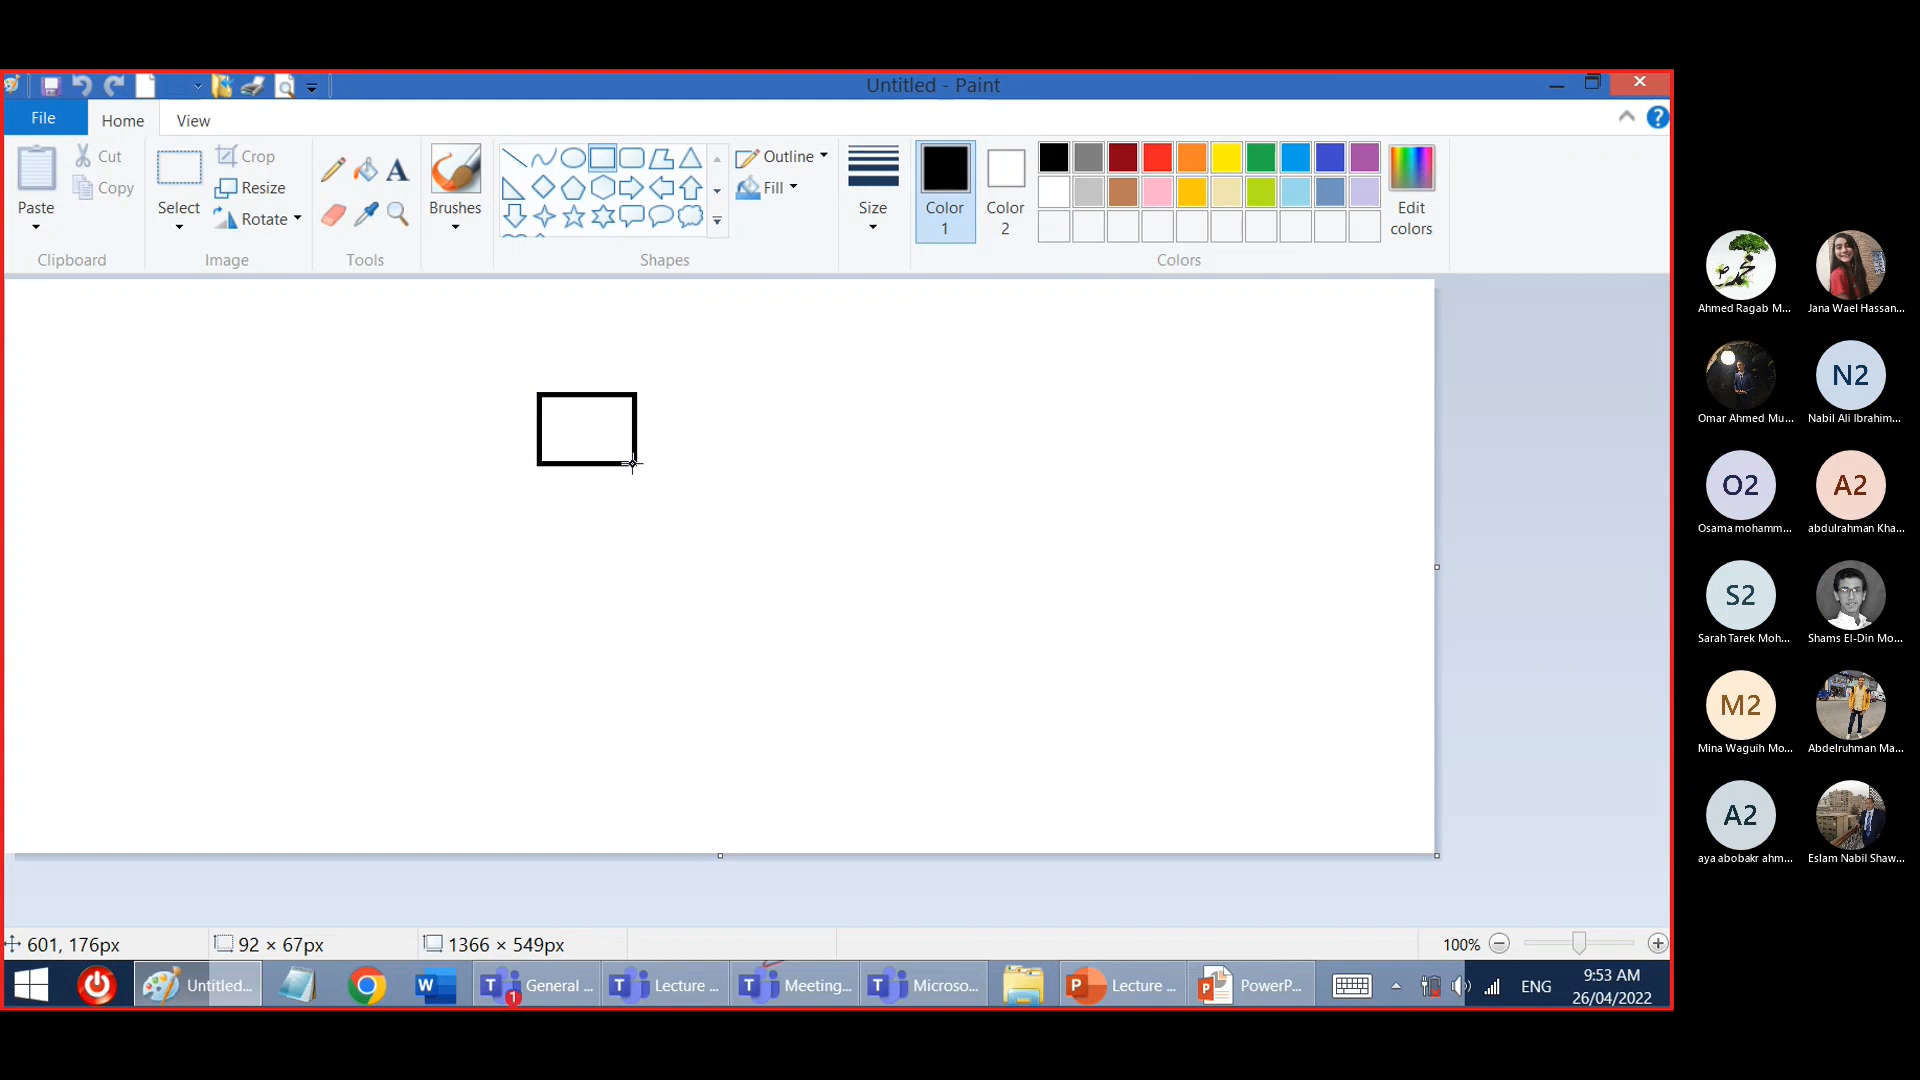 Untitled - Paint
File
Home
View
Paste
Cut
Copy
Clipboard
Select
Crop
Resize
Rotate
Image
Tools
Brushes
Shapes
Outline
Fill
Size
Color
1
Color
2
Edit
colors
Colors
601, 176px
92 × 67px
1366 × 549px
100%
Untitled...
1
General ...
Lecture ...
Meeting...
Microso...
Lecture ...
PowerP...
ENG
9:53 AM
26/04/2022
Ahmed Ragab M...
Jana Wael Hassan...
Omar Ahmed Mu...
N2
Nabil Ali Ibrahim...
O2
Osama mohamm...
A2
abdulrahman Kha...
S2
Sarah Tarek Moh...
Shams El-Din Mo...
M2
Mina Waguih Mo...
Abdelruhman Ma...
A2
aya abobakr ahm...
Eslam Nabil Shaw...